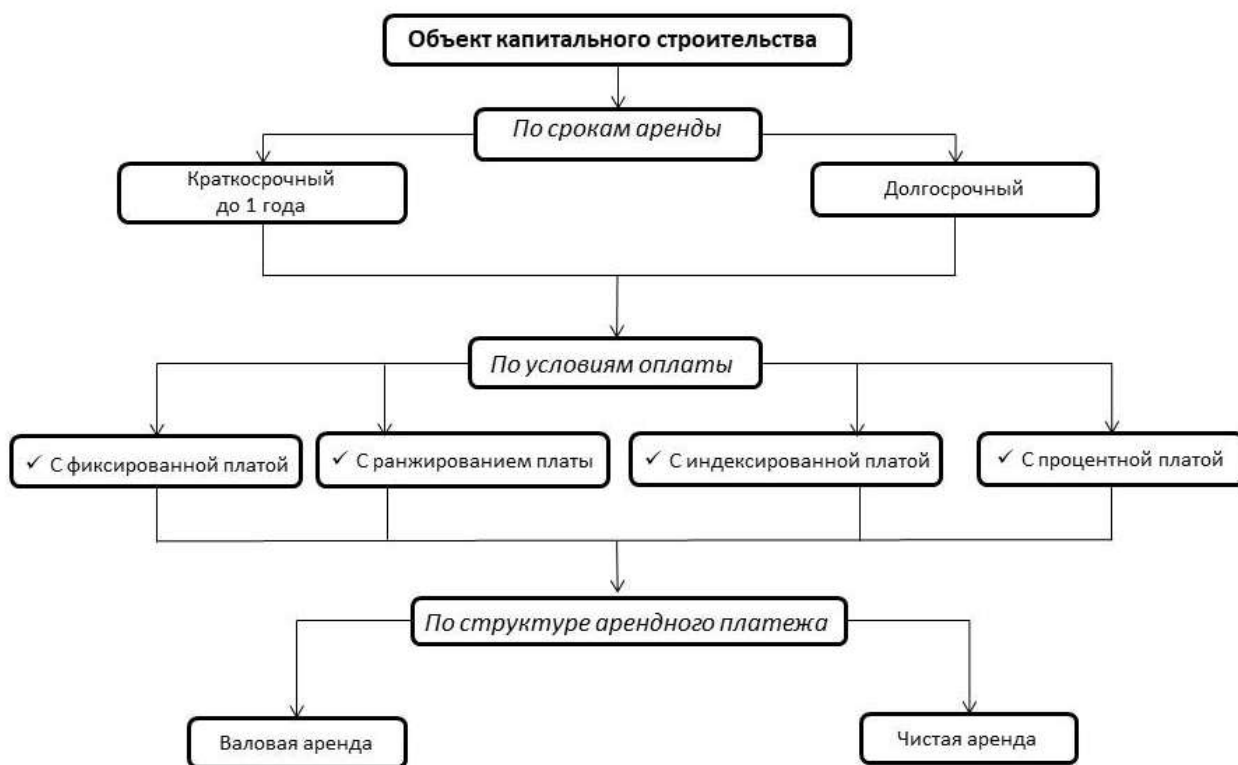 Объект капитального строительства
По срокам аренды
Краткосрочный
до 1 года
Долгосрочный
По условиям оплаты
✓ С фиксированной платой
✓ С ранжированием платы
✓ С индексированной платой
✓ С процентной платой
По структуре арендного платежа
Валовая аренда
Чистая аренда